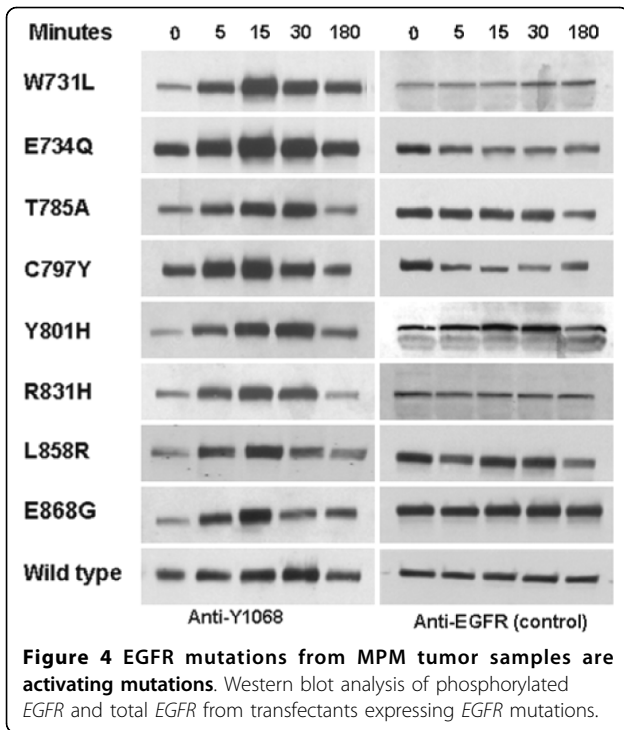 Minutes 0 5 15 30 180 0 5 15 30 180
W731L
E734Q
T785A
C797Y
Y801H
R831H
L858R
E868G
Wild type
Anti-Y1068 Anti-EGFR (control)
Figure 4 EGFR mutations from MPM tumor samples are
activating mutations. Western blot analysis of phosphorylated
EGFR and total EGFR from transfectants expressing EGFR mutations.